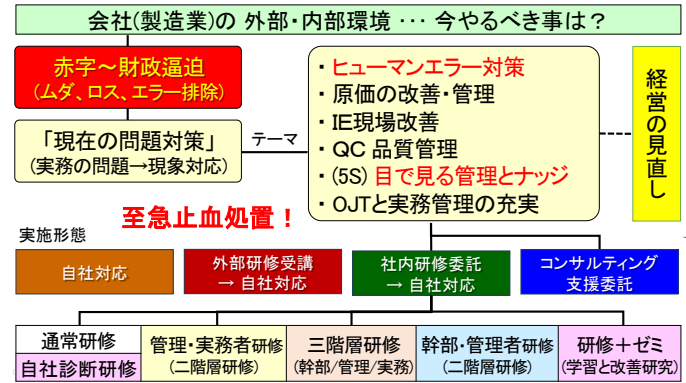 会社(製造業)の 外部・内部環境 ･･･ 今やるべき事は？
赤字～財政逼迫
(ムダ、ロス、エラー排除)
「現在の問題対策」
(実務の問題→現象対応)
テーマ
・ヒューマンエラー対策
・原価の改善・管理
・IE現場改善
・QC 品質管理
・(5S) 目で見る管理とナッジ
・OJTと実務管理の充実
経営の見直し
至急止血処置！
実施形態
自社対応
外部研修受講
→ 自社対応
社内研修委託
→ 自社対応
コンサルティング
支援委託
通常研修
自社診断研修
管理・実務者研修
(二階層研修)
三階層研修
(幹部/管理/実務)
幹部・管理者研修
(二階層研修)
研修＋ゼミ
(学習と改善研究)